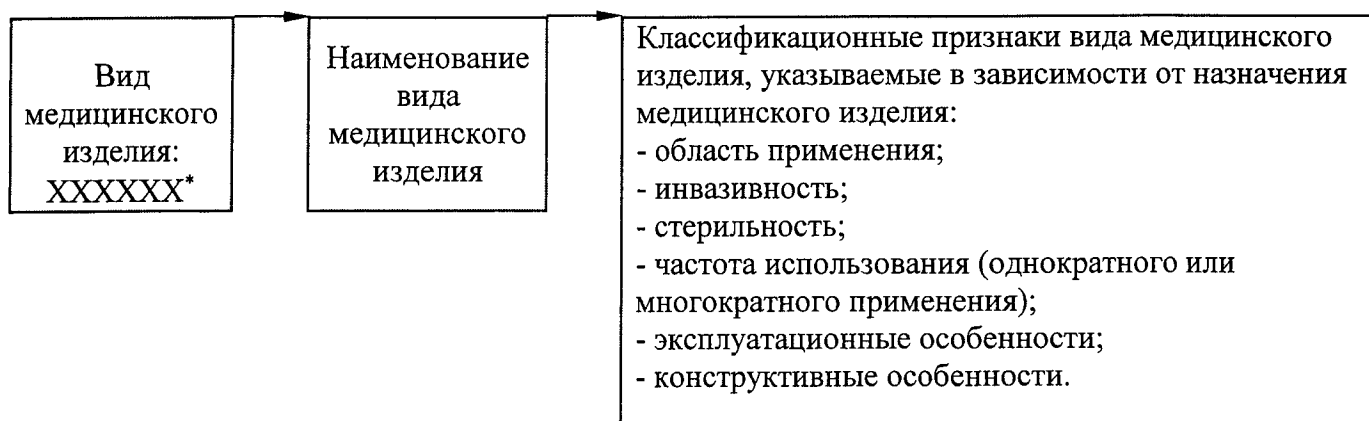 Вид
медицинского
изделия:
XXXXXX*
Наименование
вида
медицинского
изделия
Классификационные признаки вида медицинского
изделия, указываемые в зависимости от назначения
медицинского изделия:
- область применения;
- инвазивность;
- стерильность;
- частота использования (однократного или
многократного применения);
- эксплуатационные особенности;
- конструктивные особенности.